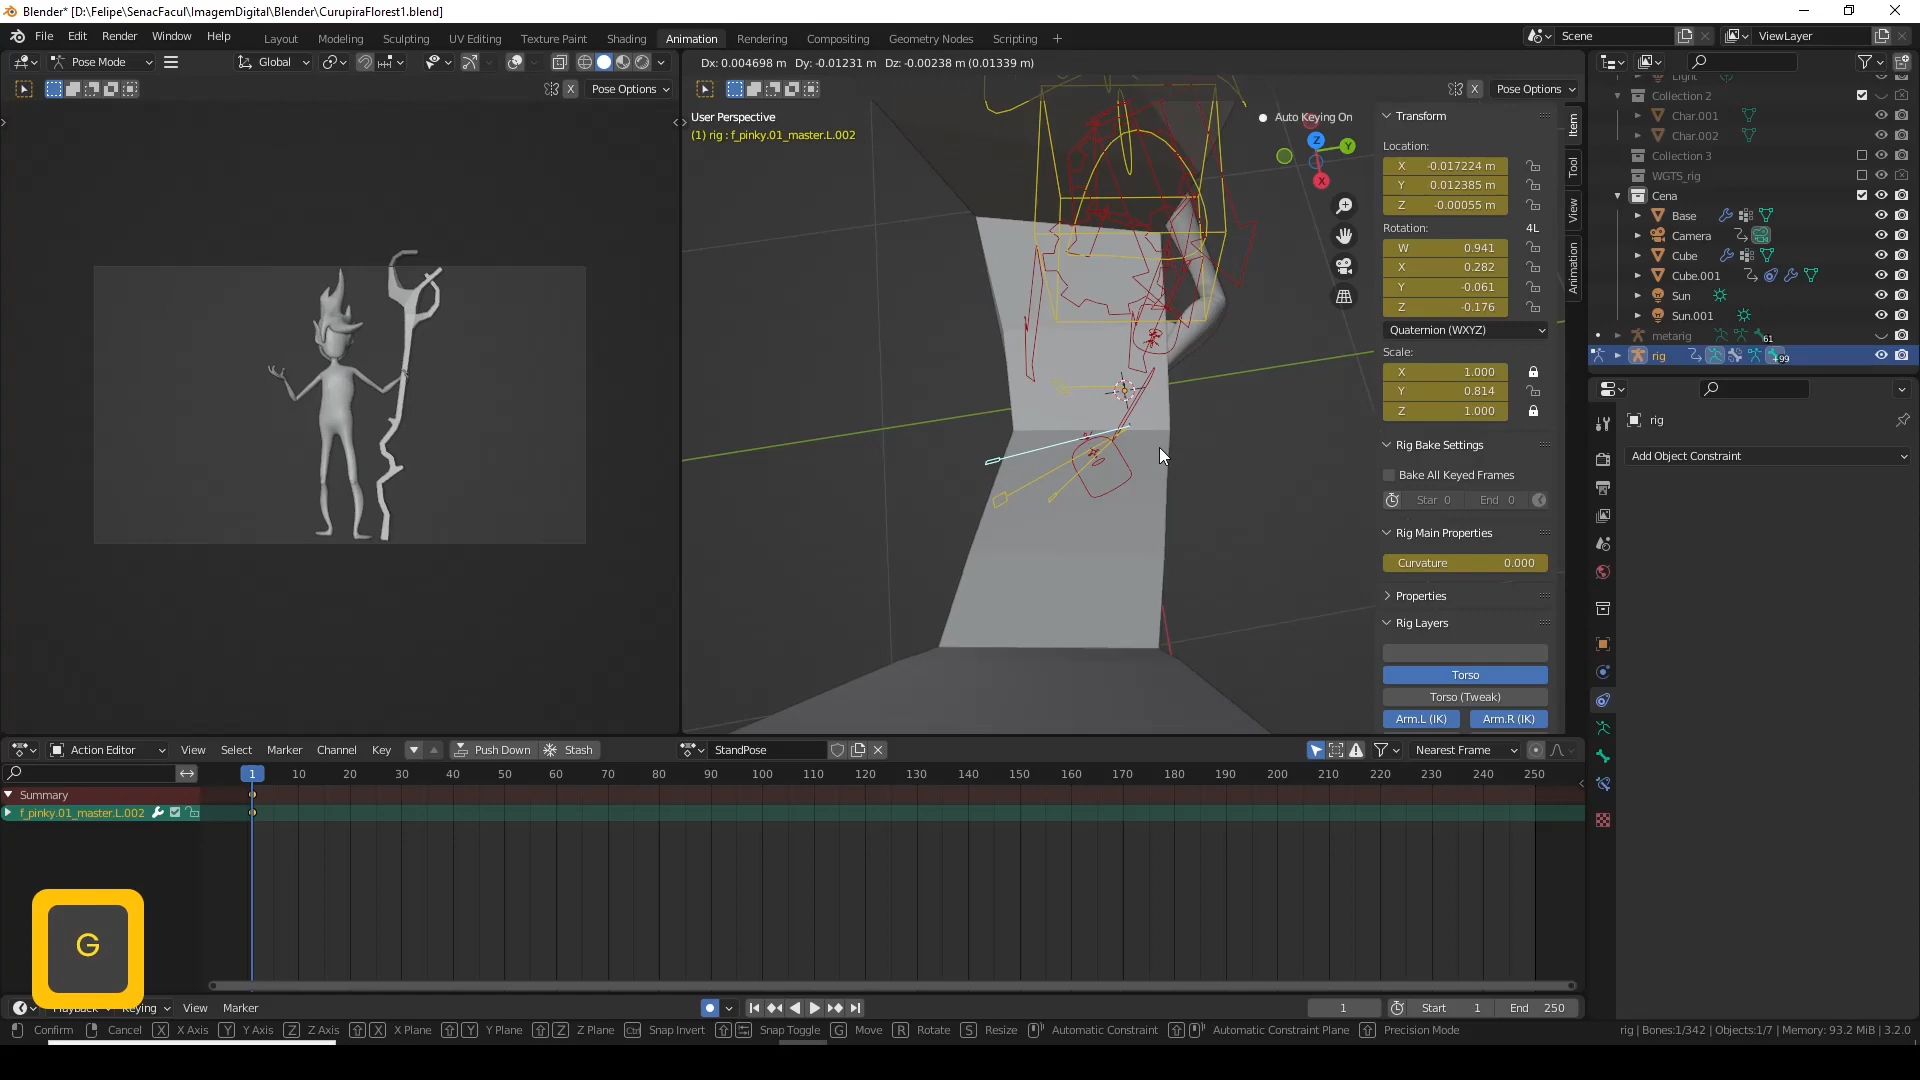 Blender* [D:\Felipe\SenacFacul\ImagemDigital\Blender\CurupiraFlorest1.blend]
File Edit Render Window Help Layout Modeling Sculpting UV Editing Texture Paint Shading Animation Rendering Compositing Geometry Nodes Scripting + Scene ViewLayer
Pose Mode Global Dx: 0.004698 m Dy: -0.01231 m Dz: -0.00238 m (0.01339 m)
X Pose Options X Pose Options
User Perspective
(1) rig : f_pinky.01_master.L.002
Auto Keying On
Z
Y
X
Transform
Location:
X -0.017224 m
Y 0.012385 m
Z -0.00055 m
Rotation: 4L
W 0.941
X 0.282
Y -0.061
Z -0.176
Quaternion (WXYZ)
Scale:
X 1.000
Y 0.814
Z 1.000
Rig Bake Settings
Bake All Keyed Frames
Star 0 End 0
Rig Main Properties
Curvature 0.000
Properties
Rig Layers
Torso
Torso (Tweak)
Arm.L (IK) Arm.R (IK)
Item
Tool
View
Animation
Light
Collection 2
Char.001
Char.002
Collection 3
WGTS_rig
Cena
Base
Camera
Cube
Cube.001
Sun
Sun.001
metarig 61
rig 99
rig
Add Object Constraint
Action Editor View Select Marker Channel Key Push Down Stash StandPose Nearest Frame
1 10 20 30 40 50 60 70 80 90 100 110 120 130 140 150 160 170 180 190 200 210 220 230 240 250
Summary
f_pinky.01_master.L.002
G
Playback Keying View Marker 1 Start 1 End 250
Confirm Cancel X X Axis Y Y Axis Z Z Axis X X Plane Y Y Plane Z Z Plane Ctrl Snap Invert Snap Toggle G Move R Rotate S Resize Automatic Constraint Automatic Constraint Plane Precision Mode rig | Bones:1/342 | Objects:1/7 | Memory: 93.2 MiB | 3.2.0